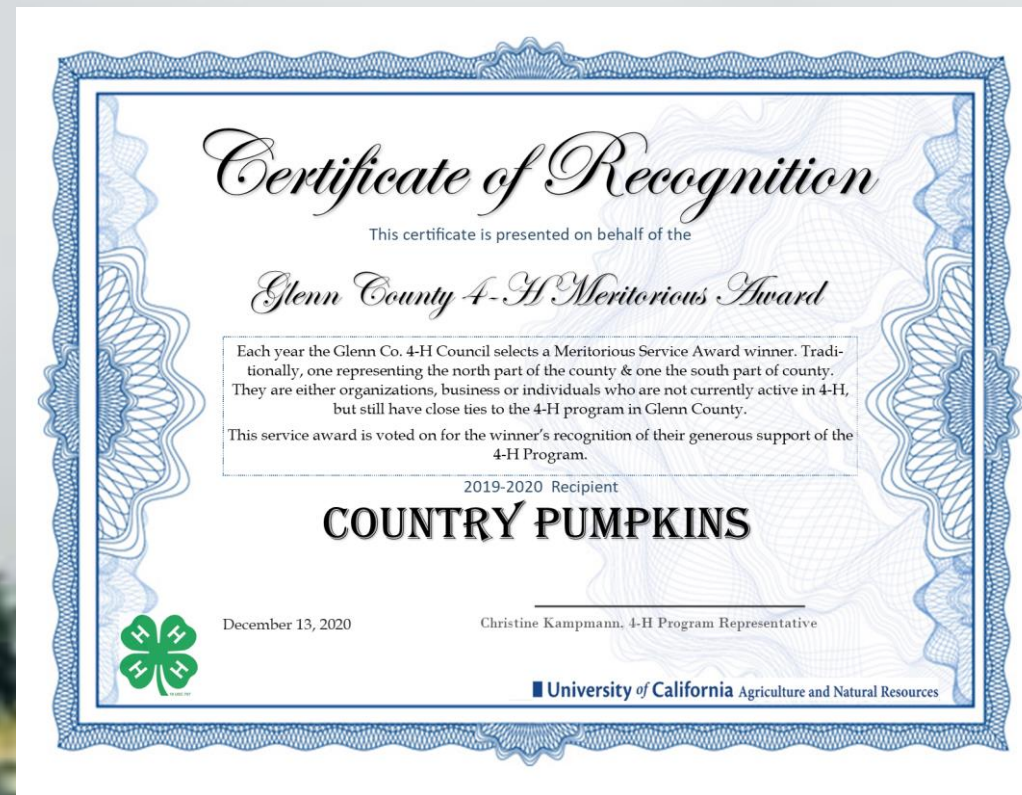 Certificate of Recognition
This certificate is presented on behalf of the
Glenn County 4-H Meritorious Award
Each year the Glenn Co. 4-H Council selects a Meritorious Service Award winner. Tradi-
tionally, one representing the north part of the county & one the south part of county.
They are either organizations, business or individuals who are not currently active in 4-H,
but still have close ties to the 4-H program in Glenn County.
This service award is voted on for the winner's recognition of their generous support of the
4-H Program.
2019-2020 Recipient
COUNTRY PUMPKINS
December 13, 2020
Christine Kampmann, 4-H Program Representative
H H
H H
University of California Agriculture and Natural Resources